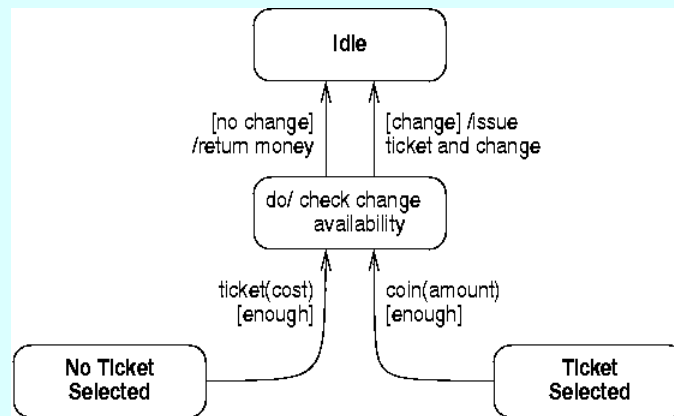 Idle
[no change]
/return money
[change] /issue
ticket and change
do/ check change
availability
ticket(cost)
[enough]
coin(amount)
[enough]
No Ticket
Selected
Ticket
Selected